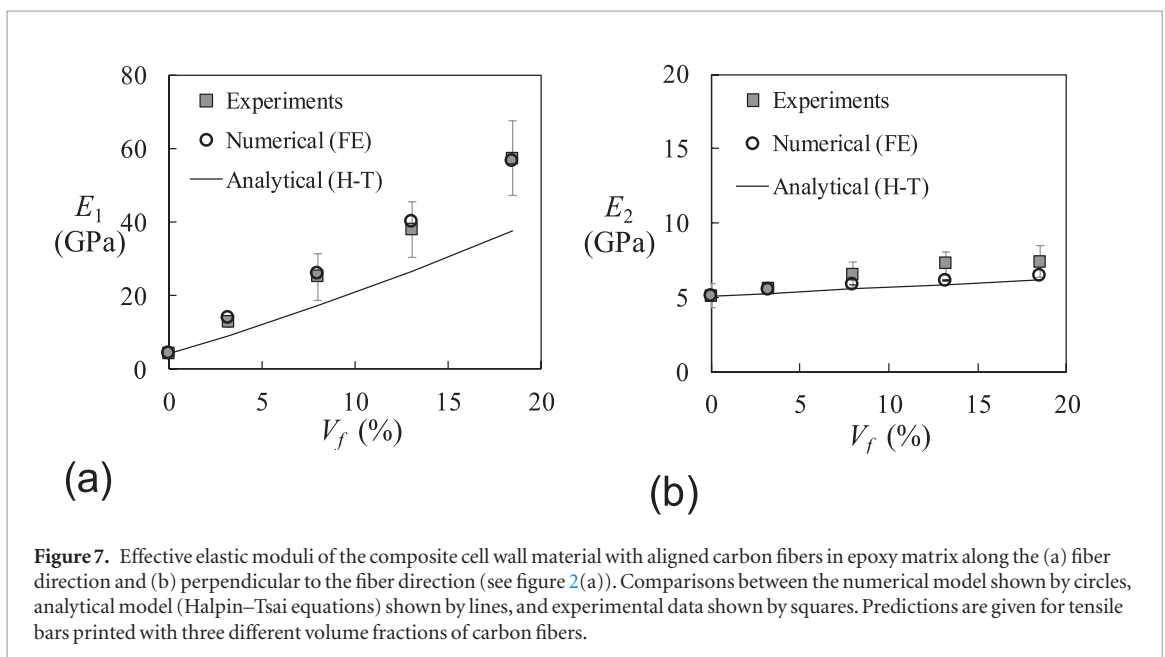 80
60
40
20
0
E1
(GPa)
Experiments
Numerical (FE)
Analytical (H-T)
0 5 10 15 20
Vf (%)
(a)
20
15
10
5
0
E2
(GPa)
Experiments
Numerical (FE)
Analytical (H-T)
0 5 10 15 20
Vf (%)
(b)
Figure 7. Effective elastic moduli of the composite cell wall material with aligned carbon fibers in epoxy matrix along the (a) fiber
direction and (b) perpendicular to the fiber direction (see figure 2(a)). Comparisons between the numerical model shown by circles,
analytical model (Halpin–Tsai equations) shown by lines, and experimental data shown by squares. Predictions are given for tensile
bars printed with three different volume fractions of carbon fibers.